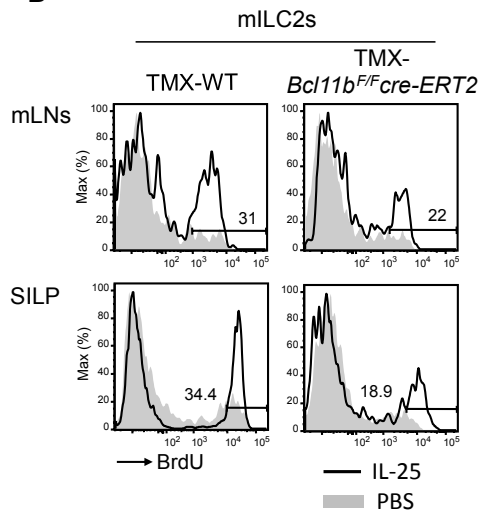 mILC2s
TMX-WT
TMX-
Bcl11bF/Fcre-ERT2
mLNs
Max (%)
100
80
60
40
20
0
31
10² 10³ 10⁴ 10⁵
100
80
60
40
20
0
22
10² 10³ 10⁴ 10⁵
SILP
Max (%)
100
80
60
40
20
0
34.4
10² 10³ 10⁴ 10⁵
100
80
60
40
20
0
18.9
10² 10³ 10⁴ 10⁵
BrdU
IL-25
PBS